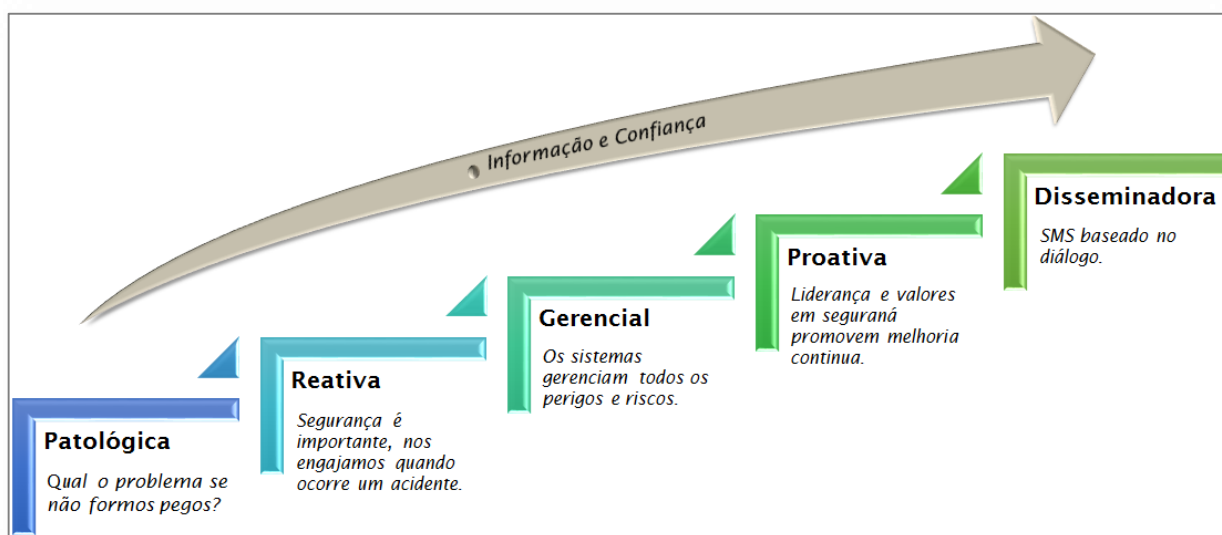 Informação e Confiança
Disseminadora
SMS baseado no
diálogo.
Proativa
Liderança e valores
em seguraná
promovem melhoria
continua.
Gerencial
Os sistemas
gerenciam todos os
perigos e riscos.
Reativa
Segurança é
importante, nos
engajamos quando
ocorre um acidente.
Patológica
Qual o problema se
não formos pegos?